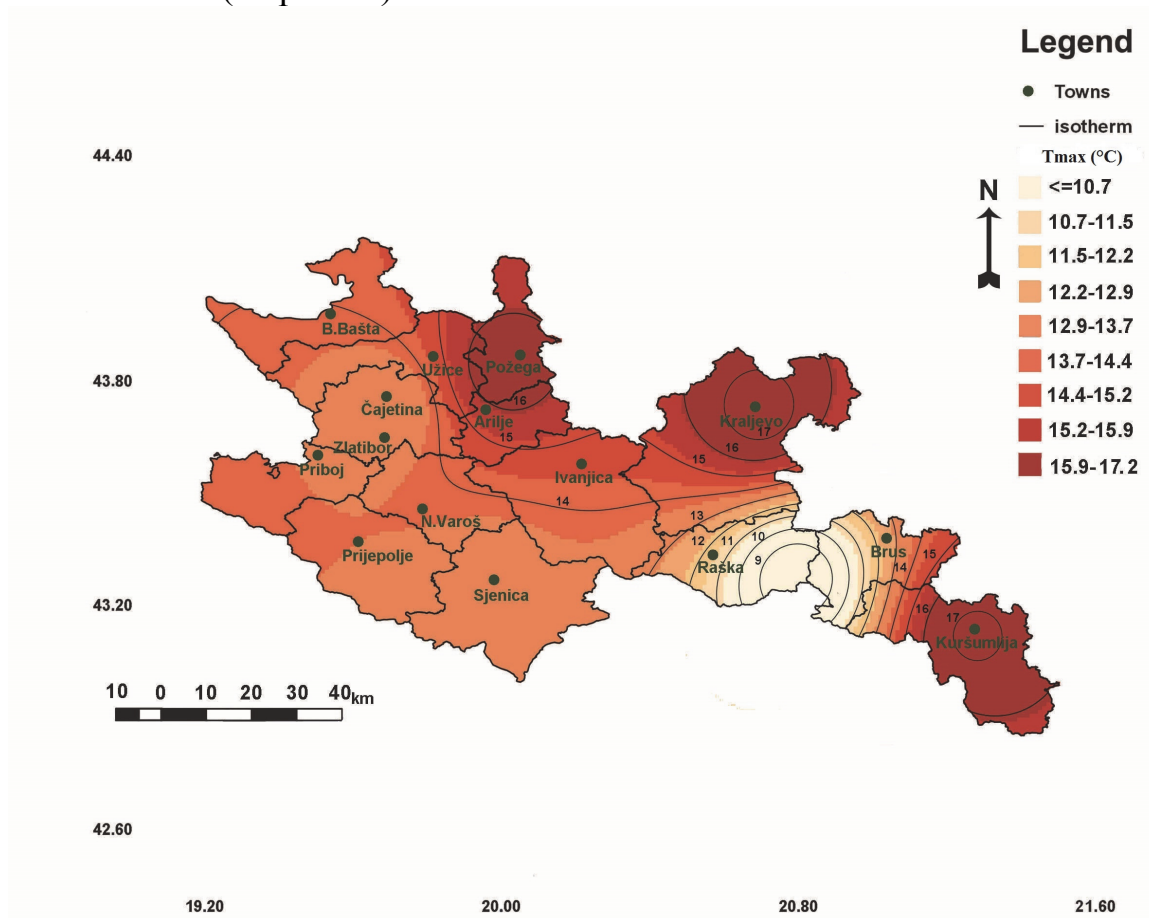 Legend
Towns
isotherm
Tmax (°C)
<=10.7
10.7-11.5
11.5-12.2
12.2-12.9
12.9-13.7
13.7-14.4
14.4-15.2
15.2-15.9
15.9-17.2
N
44.40
43.80
43.20
42.60
19.20 20.00 20.80 21.60
B.Bašta
Užice
Požega
Čajetina
16
Arilje
15
Kraljevo
17
16
15
Zlatibor
Priboj
Ivanjica
14
N.Varoš
13
Prijepolje
12
11
10
9
Raška
Brus
14
15
Sjenica
16
17
Kuršumlija
10 0 10 20 30 40 km